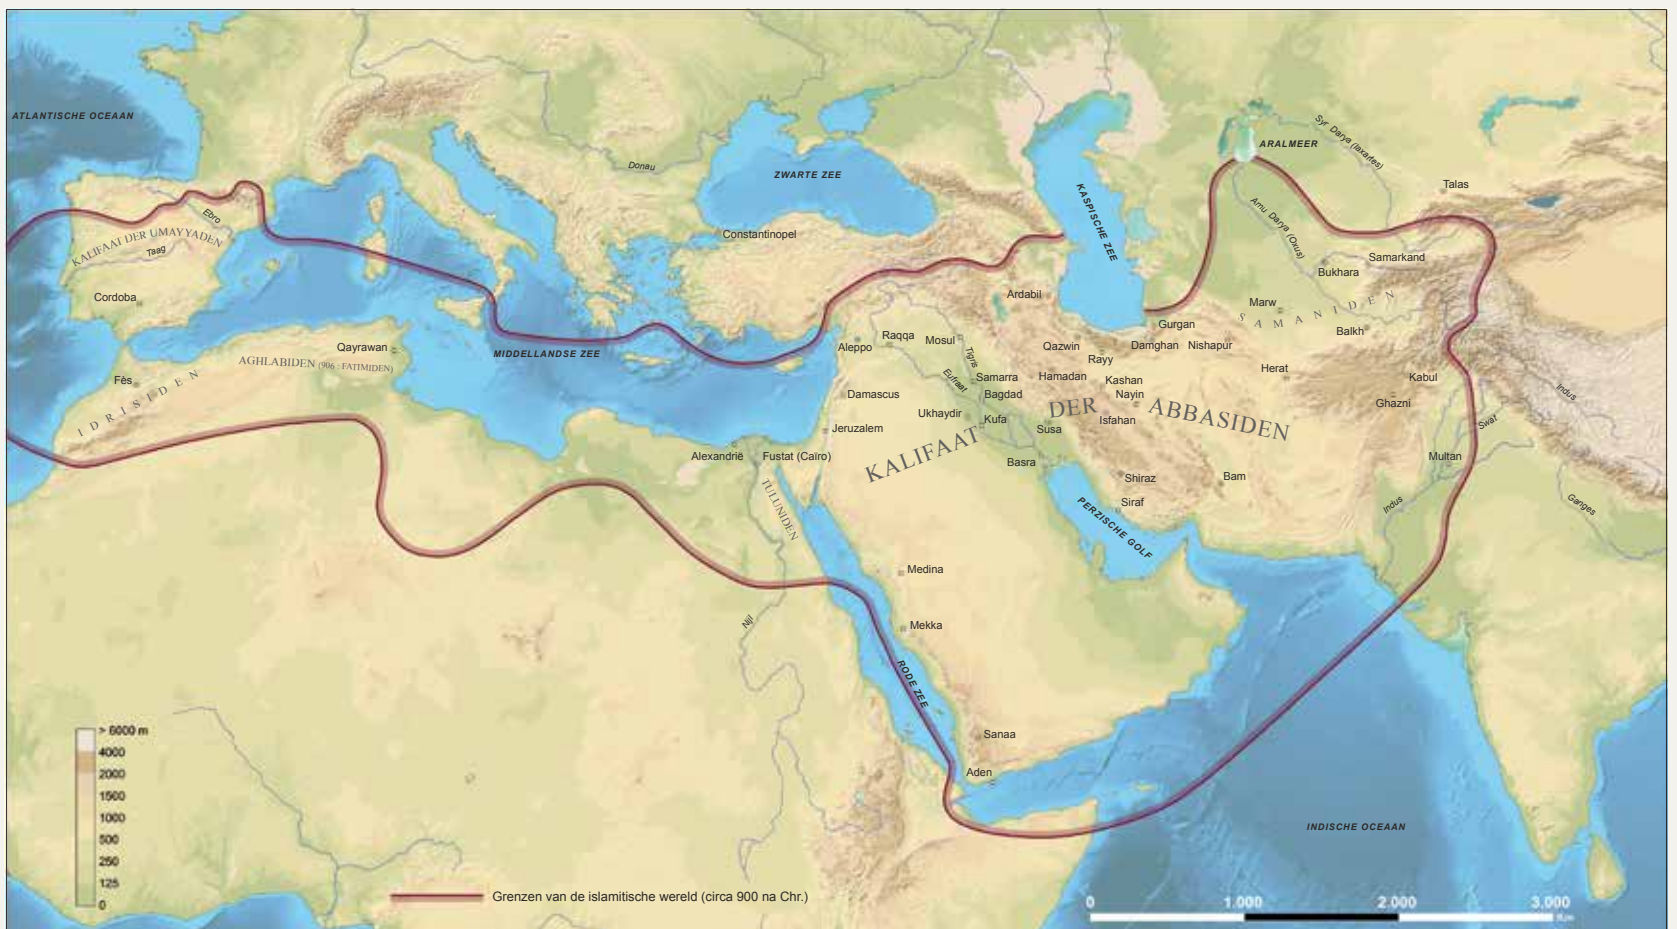 ATLANTISCHE OCEAAN
Donau
ZWARTE ZEE
KASPISCHE ZEE
ARALMEER
Syr Darya (Iaxartes)
Talas
Amu Darya (Oxus)
Ebro
KALIFAAT DER UMAYYADEN
Taag
Cordoba
Constantinopel
Samarkand
Bukhara
Ardabil
Marw
SAMANIDEN
Gurgan
Balkh
Qayrawan
MIDDELLANDSE ZEE
Aleppo
Raqqa
Mosul
Tigris
Qazwin
Rayy
Damghan
Nishapur
AGHLABIDEN (906 : FATIMIDEN)
Fès
IDRISIDEN
Eufraat
Samarra
Hamadan
Kashan
Herat
Kabul
Indus
Damascus
Bagdad
Nayin
Ghazni
Ukhaydir
Kufa
KALIFAAT DER ABBASIDEN
Isfahan
Swat
Jeruzalem
Susa
Alexandrië
Fustat (Caïro)
Basra
Multan
TULUNIDEN
Shiraz
Bam
Siraf
PERZISCHE GOLF
Indus
Ganges
Medina
Nijl
Mekka
RODE ZEE
Sanaa
Aden
INDISCHE OCEAAN
> 6000 m
4000
2000
1500
1000
500
250
125
0
Grenzen van de islamitische wereld (circa 900 na Chr.)
0 1.000 2.000 3.000
Km